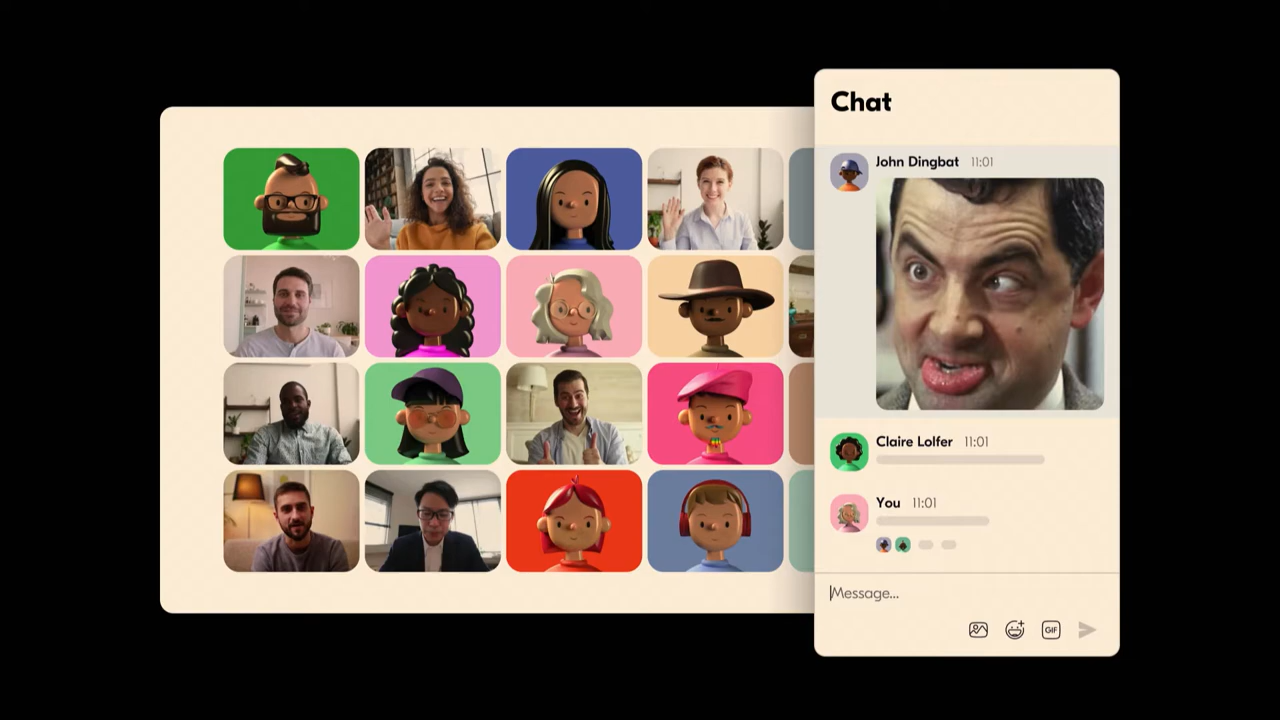 Chat
John Dingbat 11:01
Claire Lolfer 11:01
You 11:01
Message...
GIF